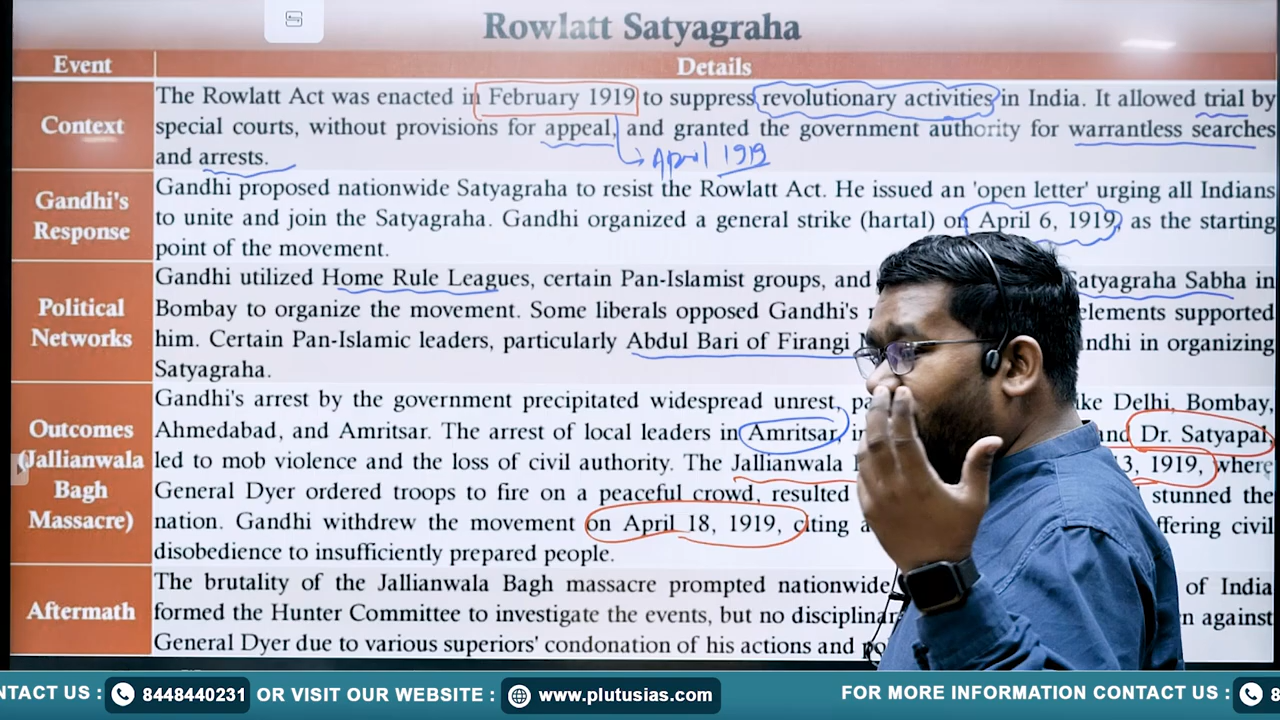 Rowlatt Satyagraha
Event
Details
Context
The Rowlatt Act was enacted in February 1919 to suppress revolutionary activities in India. It allowed trial by
special courts, without provisions for appeal, and granted the government authority for warrantless searches
and arrests.
April 1919
Gandhi's
Response
Gandhi proposed nationwide Satyagraha to resist the Rowlatt Act. He issued an 'open letter' urging all Indians
to unite and join the Satyagraha. Gandhi organized a general strike (hartal) on April 6, 1919, as the starting
point of the movement.
Political
Networks
Gandhi utilized Home Rule Leagues, certain Pan-Islamist groups, and Satyagraha Sabha in
Bombay to organize the movement. Some liberals opposed Gandhi's elements supported
him. Certain Pan-Islamic leaders, particularly Abdul Bari of Firangi in organizing
Satyagraha.
Outcomes
(Jallianwala
Bagh
Massacre)
Gandhi's arrest by the government precipitated widespread unrest, Delhi, Bombay,
Ahmedabad, and Amritsar. The arrest of local leaders in Amritsar, Dr. Satyapal
led to mob violence and the loss of civil authority. The Jallianwala 13, 1919, where
General Dyer ordered troops to fire on a peaceful crowd, resulted stunned the
nation. Gandhi withdrew the movement on April 18, 1919, citing civil
disobedience to insufficiently prepared people.
Aftermath
The brutality of the Jallianwala Bagh massacre prompted nationwide of India
formed the Hunter Committee to investigate the events, but no against
General Dyer due to various superiors' condonation of his actions and
CONTACT US : 8448440231 OR VISIT OUR WEBSITE : www.plutusias.com FOR MORE INFORMATION CONTACT US : 8